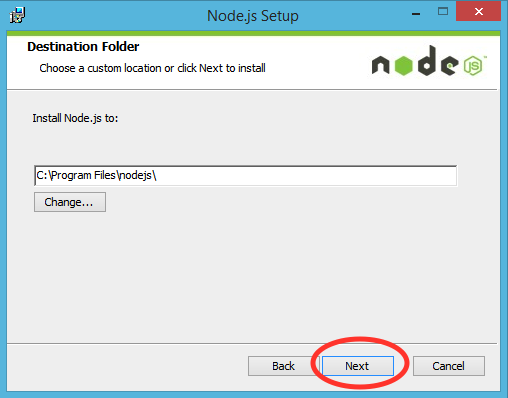 Node.js Setup
Destination Folder
Choose a custom location or click Next to install
node
JS
Install Node.js to:
C:\Program Files\nodejs\
Change...
Back
Next
Cancel